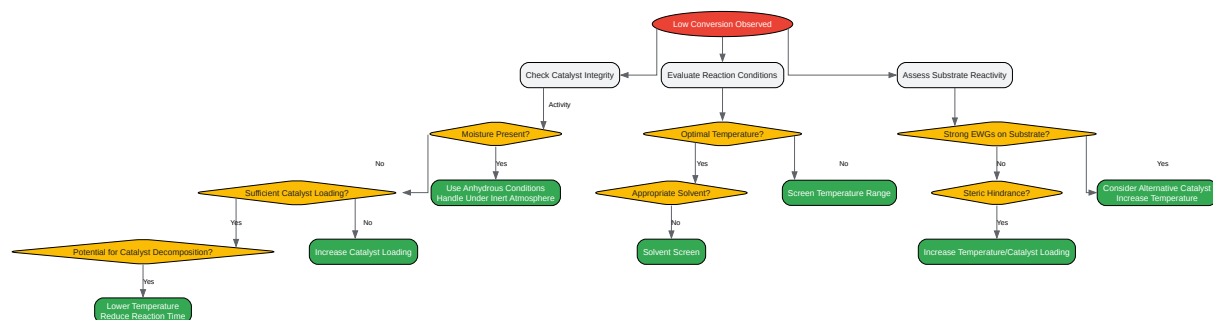 Low Conversion Observed
Check Catalyst Integrity
Evaluate Reaction Conditions
Assess Substrate Reactivity
Activity
Moisture Present?
Optimal Temperature?
Strong EWGs on Substrate?
No
Yes
Yes
No
No
Yes
Sufficient Catalyst Loading?
Use Anhydrous Conditions
Handle Under Inert Atmosphere
Appropriate Solvent?
Screen Temperature Range
Steric Hindrance?
Consider Alternative Catalyst
Increase Temperature
Yes
No
No
Yes
Potential for Catalyst Decomposition?
Increase Catalyst Loading
Solvent Screen
Increase Temperature/Catalyst Loading
Yes
Lower Temperature
Reduce Reaction Time